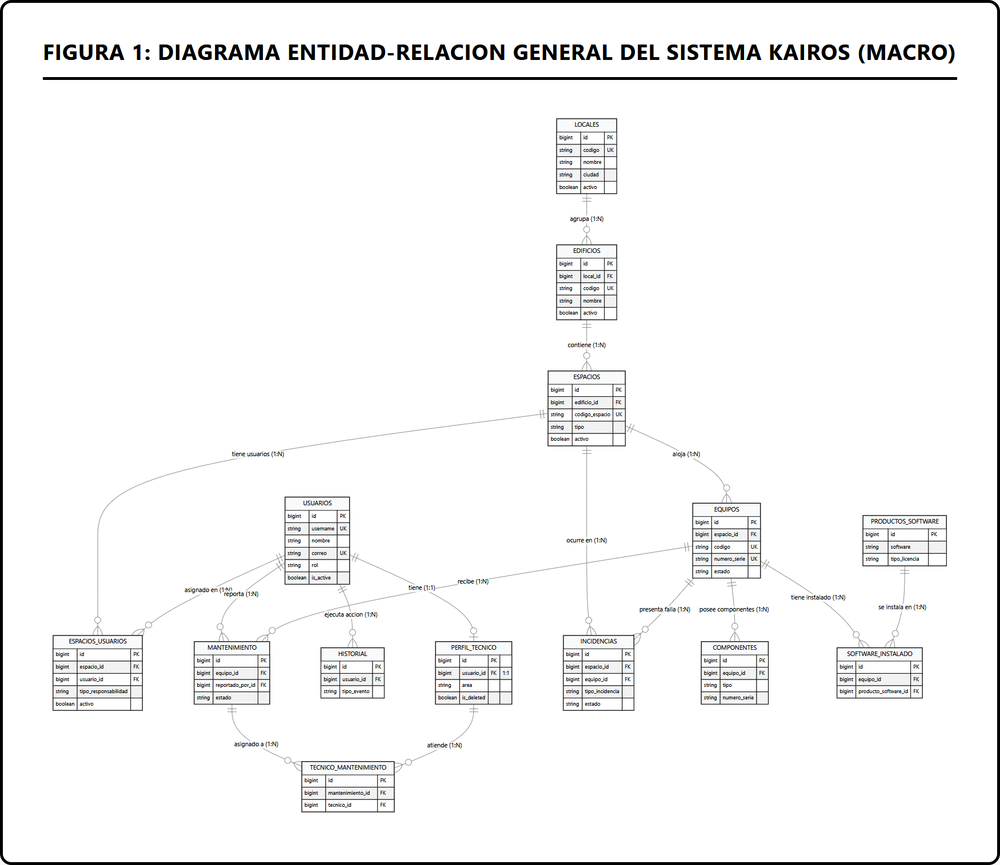 FIGURA 1: DIAGRAMA ENTIDAD-RELACION GENERAL DEL SISTEMA KAIROS (MACRO)
LOCALES
bigint id PK
string codigo UK
string nombre
string ciudad
boolean activo
agrupa (1:N)
EDIFICIOS
bigint id PK
bigint local_id FK
string codigo UK
string nombre
boolean activo
contiene (1:N)
ESPACIOS
bigint id PK
bigint edificio_id FK
string codigo_espacio UK
string tipo
boolean activo
tiene usuarios (1:N)
aloja (1:N)
ocurre en (1:N)
USUARIOS
bigint id PK
string username UK
string nombre
string correo UK
string rol
boolean is_active
EQUIPOS
bigint id PK
bigint espacio_id FK
string codigo UK
string numero_serie UK
string estado
PRODUCTOS_SOFTWARE
bigint id PK
string software
string tipo_licencia
asignado en (1:N)
reporta (1:N)
ejecuta accion (1:N)
tiene (1:1)
recibe (1:N)
presenta falla (1:N)
posee componentes (1:N)
tiene instalado (1:N)
se instala en (1:N)
ESPACIOS_USUARIOS
bigint id PK
bigint espacio_id FK
bigint usuario_id FK
string tipo_responsabilidad
boolean activo
MANTENIMIENTO
bigint id PK
bigint equipo_id FK
bigint reportado_por_id FK
string estado
HISTORIAL
bigint id PK
bigint usuario_id FK
string tipo_evento
PERFIL_TECNICO
bigint id PK
bigint usuario_id FK 1:1
string area
boolean is_deleted
INCIDENCIAS
bigint id PK
bigint espacio_id FK
bigint equipo_id FK
string tipo_incidencia
string estado
COMPONENTES
bigint id PK
bigint equipo_id FK
string tipo
string numero_serie
SOFTWARE_INSTALADO
bigint id PK
bigint equipo_id FK
bigint producto_software_id FK
asignado a (1:N)
atiende (1:N)
TECNICO_MANTENIMIENTO
bigint id PK
bigint mantenimiento_id FK
bigint tecnico_id FK